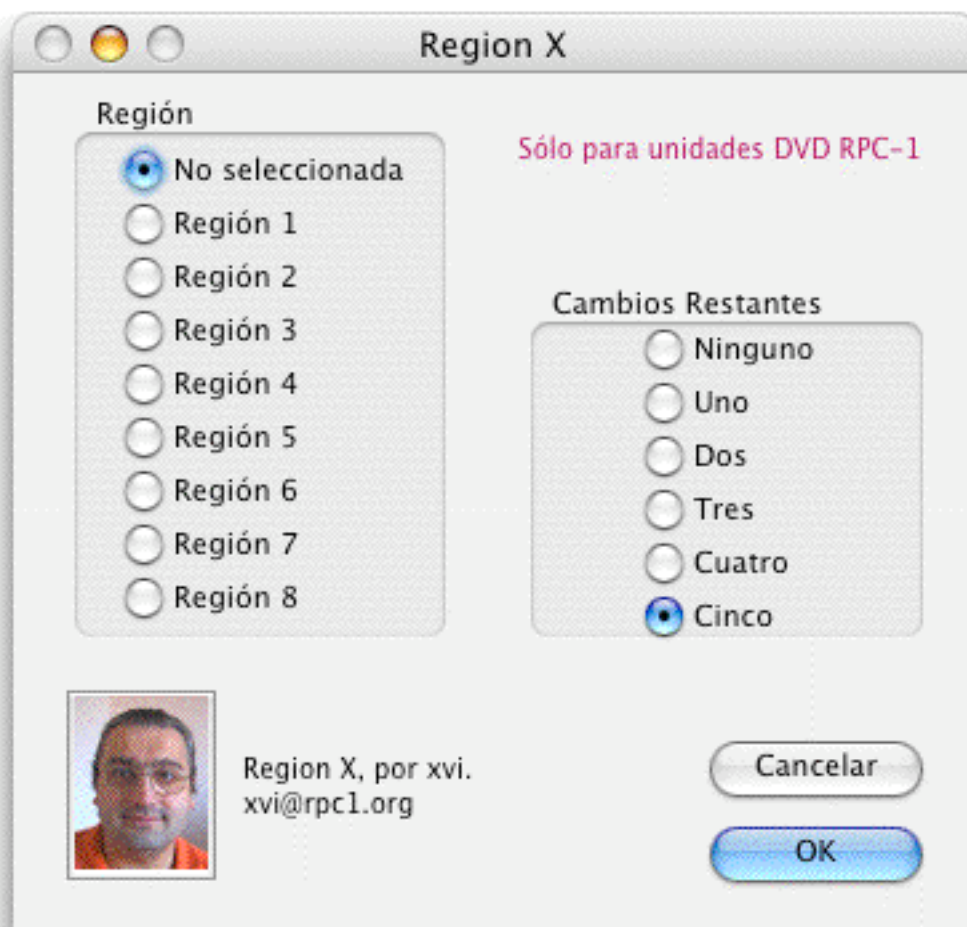 Region X
Región
No seleccionada
Región 1
Región 2
Región 3
Región 4
Región 5
Región 6
Región 7
Región 8
Sólo para unidades DVD RPC-1
Cambios Restantes
Ninguno
Uno
Dos
Tres
Cuatro
Cinco
Region X, por xvi.
xvi@rpc1.org
Cancelar
OK